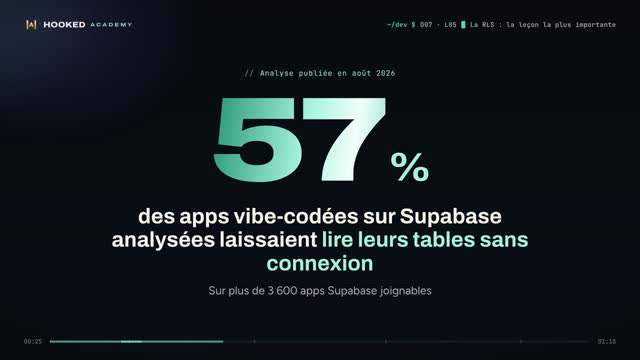 HOOKED ACADEMY
~/dev $ D07 · L05 █ La RLS : la leçon la plus importante
// Analyse publiée en août 2026
57 %
des apps vibe-codées sur Supabase
analysées laissaient lire leurs tables sans
connexion
Sur plus de 3 600 apps Supabase joignables
00:25
01:18